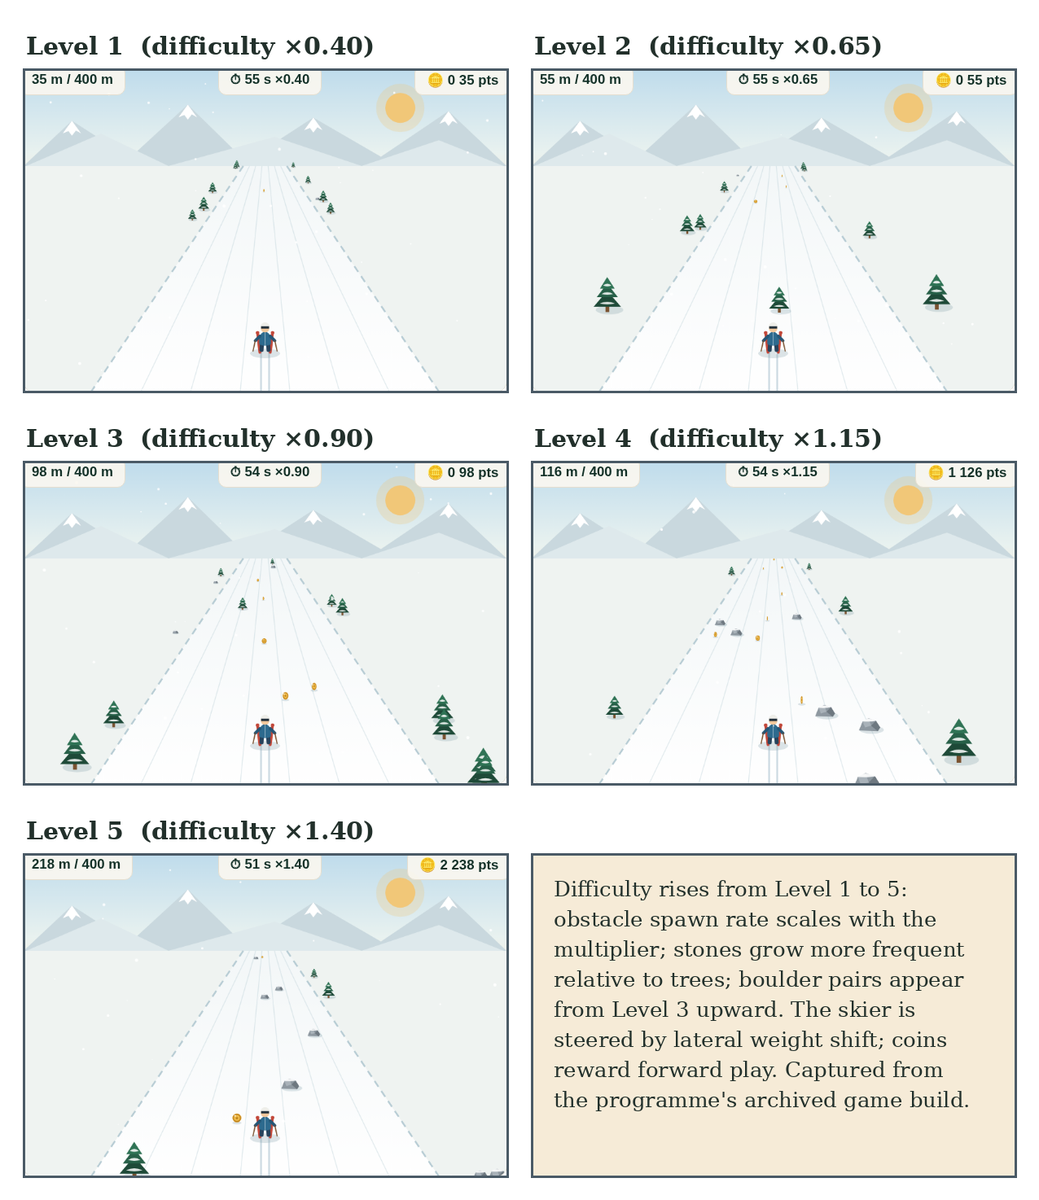 Level 1 (difficulty ×0.40)
Level 2 (difficulty ×0.65)
35 m / 400 m
⏱ 55 s ×0.40
🪙 0 35 pts
55 m / 400 m
⏱ 55 s ×0.65
🪙 0 55 pts
Level 3 (difficulty ×0.90)
Level 4 (difficulty ×1.15)
98 m / 400 m
⏱ 54 s ×0.90
🪙 0 98 pts
116 m / 400 m
⏱ 54 s ×1.15
🪙 1 126 pts
Level 5 (difficulty ×1.40)
218 m / 400 m
⏱ 51 s ×1.40
🪙 2 238 pts
Difficulty rises from Level 1 to 5:
obstacle spawn rate scales with the
multiplier; stones grow more frequent
relative to trees; boulder pairs appear
from Level 3 upward. The skier is
steered by lateral weight shift; coins
reward forward play. Captured from
the programme's archived game build.